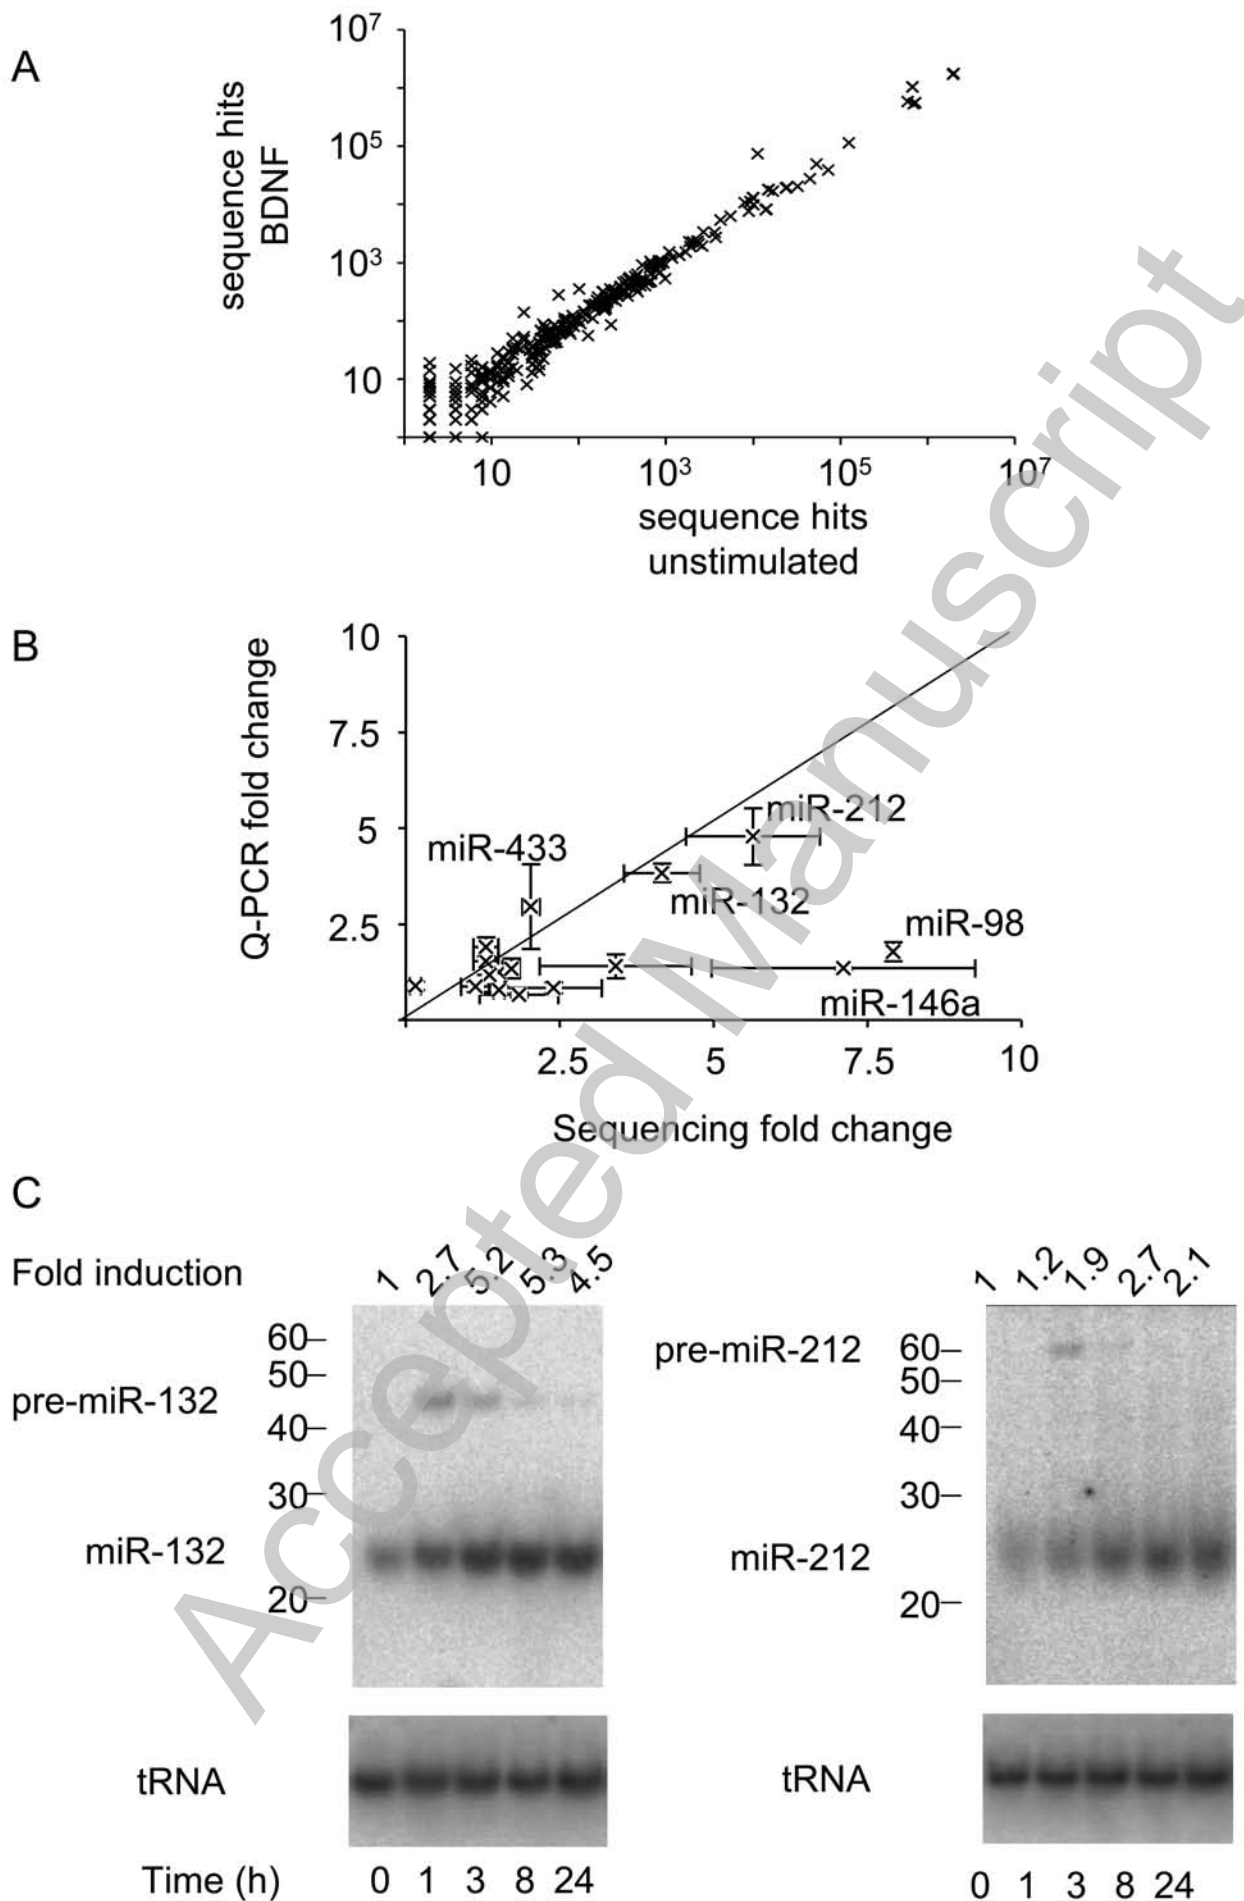 A
sequence hits
BDNF
10⁷
10⁵
10³
10
10 10³ 10⁵ 10⁷
sequence hits
unstimulated
B
Q-PCR fold change
10
7.5
5
2.5
miR-433
miR-212
miR-132
miR-98
miR-146a
2.5 5 7.5 10
Sequencing fold change
C
Fold induction 1 2.7 5.2 5.3 4.5
60
50
pre-miR-132
40
30
miR-132
20
tRNA
Time (h) 0 1 3 8 24
1 1.2 1.9 2.7 2.1
pre-miR-212 60
50
40
30
miR-212
20
tRNA
0 1 3 8 24
Accepted Manuscript